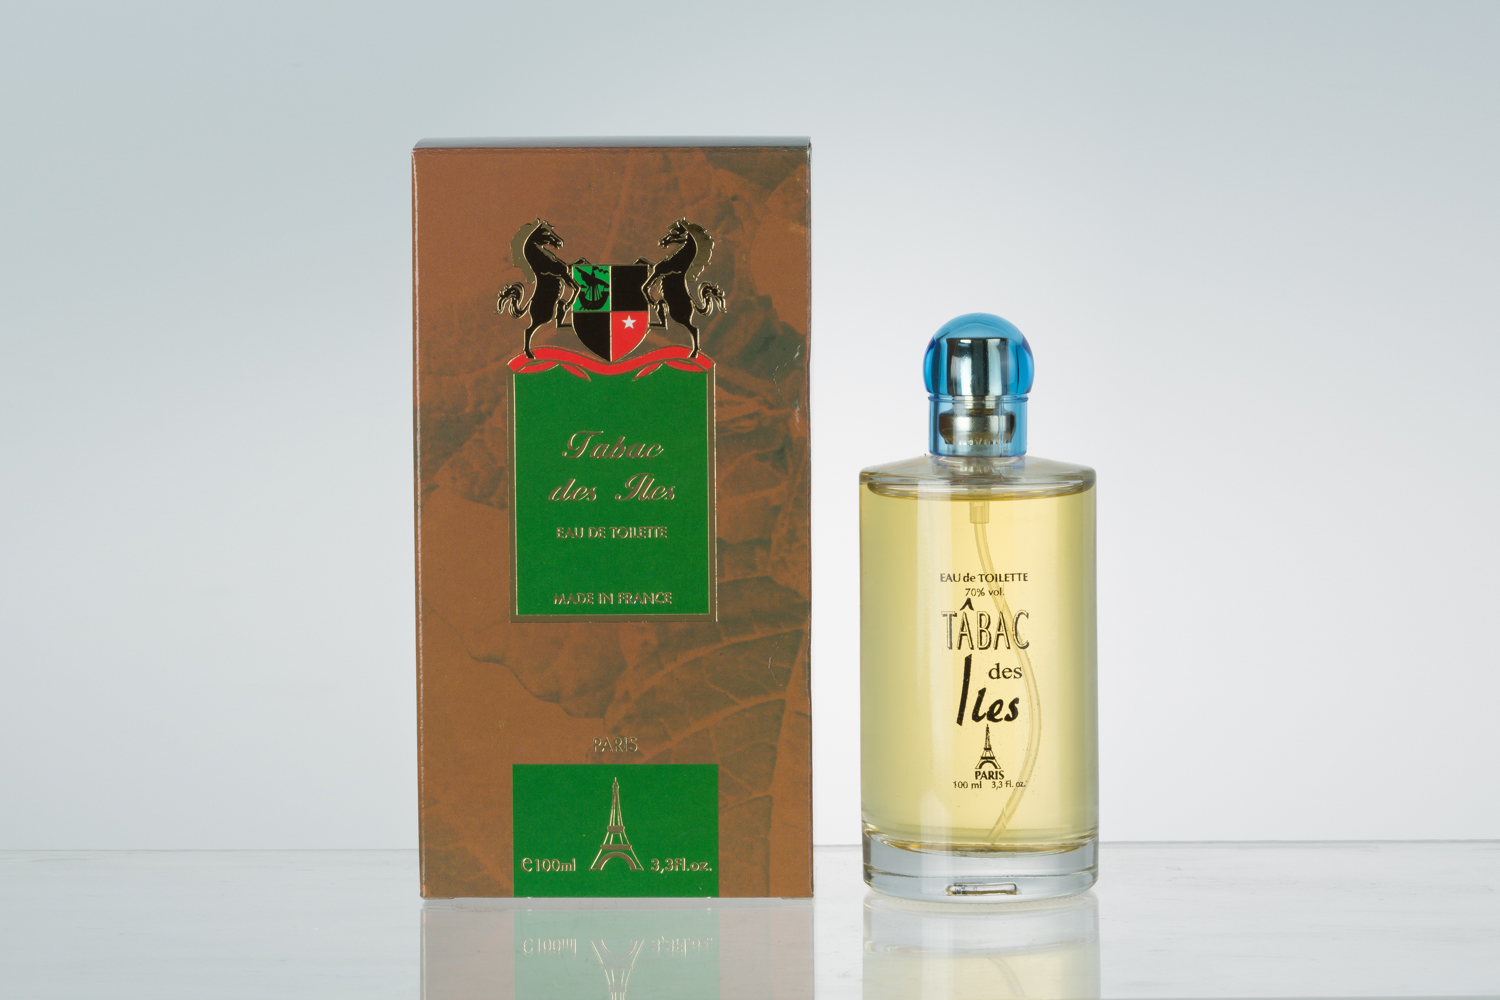 Tabac
des Iles
EAU DE TOILETTE
MADE IN FRANCE
PARIS
e100ml 3,3Fl.oz.
EAU de TOILETTE
70% vol.
TÂBAC
des
Iles
PARIS
100 ml 3,3 fl. oz.